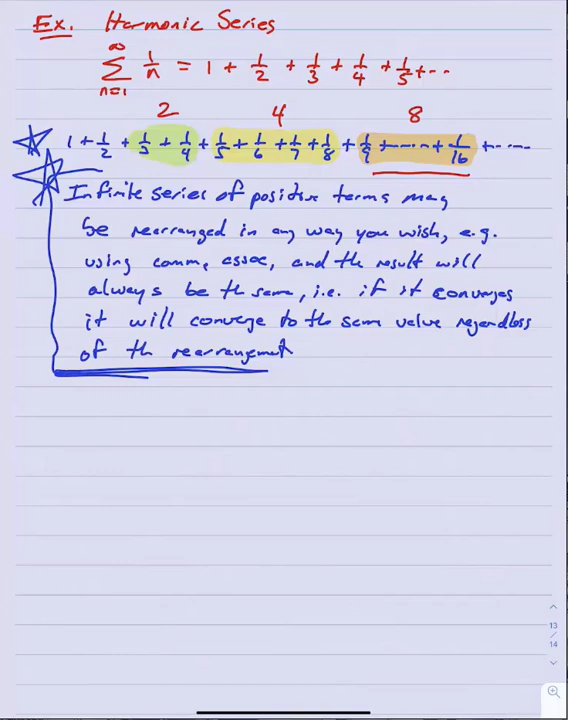 Ex. Harmonic Series
∞
∑ 1/n = 1 + 1/2 + 1/3 + 1/4 + 1/5 + ...
n=1
2 4 8
1 + 1/2 + 1/3 + 1/4 + 1/5 + 1/6 + 1/7 + 1/8 + 1/9 + ..... + 1/16 + ....
Infinite series of positive terms may
be rearranged in any way you wish, e.g.
using comm, assoc, and the result will
always be the same, i.e. if it converges
it will converge to the same value regardless
of the rearrangement
13
/
14